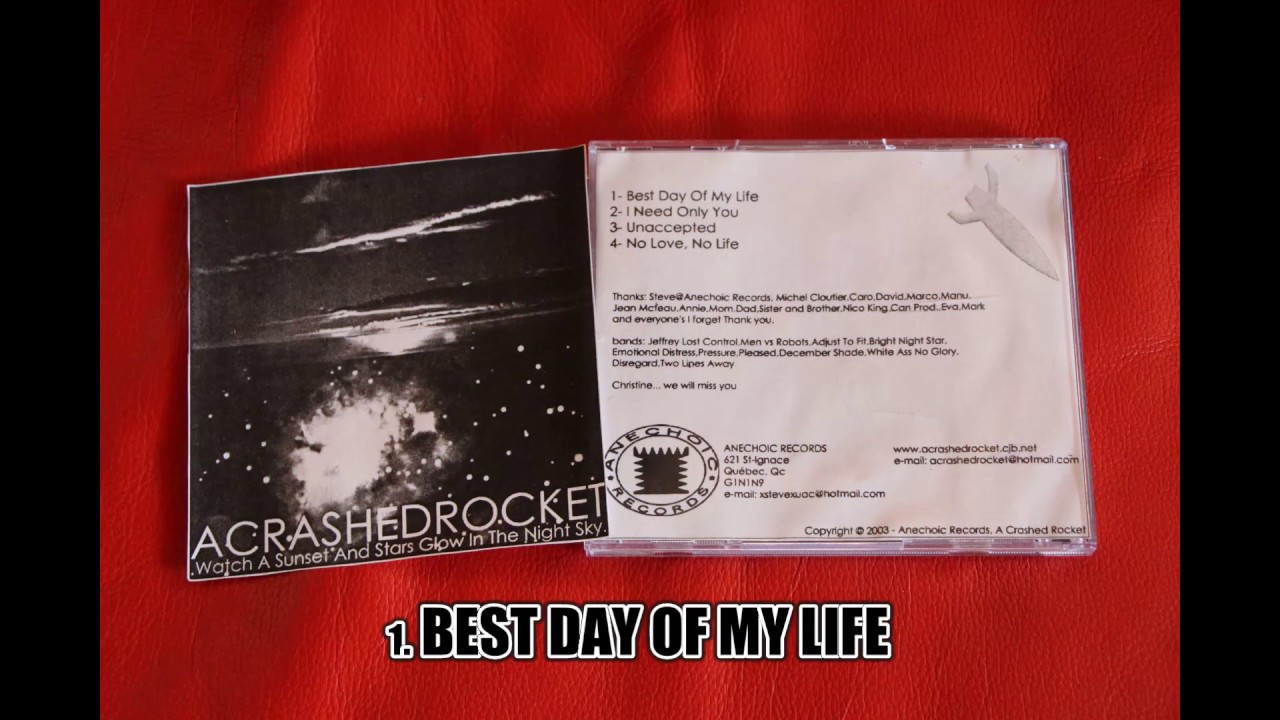 ACRASHEDROCKET
.Watch A Sunset And Stars Glow In The Night Sky.
1- Best Day Of My Life
2- I Need Only You
3- Unaccepted
4- No Love, No Life
Thanks: Steve@Anechoic Records, Michel Cloutier,Caro,David,Marco,Manu,
Jean Mcfeau,Annie,Mom,Dad,Sister and Brother,Nico King,Can Prod.,Eva,Mark
and everyone's I forget Thank you.
bands: Jeffrey Lost Control,Men vs Robots,Adjust To Fit,Bright Night Star,
Emotional Distress,Pressure,Pleased,December Shade,White Ass No Glory,
Disregard,Two Lines Away
Christine... we will miss you
ANECHOIC
RECORDS
ANECHOIC RECORDS
621 St-Ignace
Québec, Qc
G1N1N9
e-mail: xstevexuac@hotmail.com
www.acrashedrocket.cjb.net
e-mail: acrashedrocket@hotmail.com
Copyright © 2003 - Anechoic Records, A Crashed Rocket
1. BEST DAY OF MY LIFE